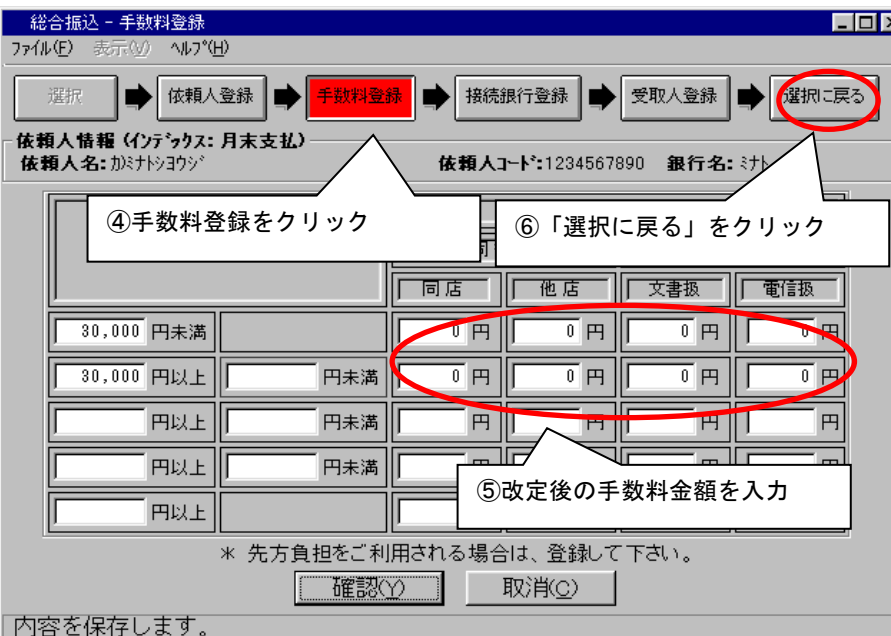 総合振込 - 手数料登録
ﾌｧｲﾙ(F) 表示(V) ﾍﾙﾌﾟ(H)
選択 依頼人登録 手数料登録 接続銀行登録 受取人登録 選択に戻る
依頼人情報 (ｲﾝﾃﾞｯｸｽ: 月末支払)
依頼人名: ｶ)ﾐﾅﾄｼﾖｳｼﾞ 依頼人ｺｰﾄﾞ:1234567890 銀行名: ﾐﾅﾄ
④手数料登録をクリック
⑥「選択に戻る」をクリック
同店 他店 文書扱 電信扱
30,000 円未満 0 円 0 円 0 円 0 円
30,000 円以上 円未満 0 円 0 円 0 円 0 円
円以上 円未満 円 円 円 円
円以上 円未満
⑤改定後の手数料金額を入力
円以上
* 先方負担をご利用される場合は、登録して下さい。
確認(Y) 取消(C)
内容を保存します。